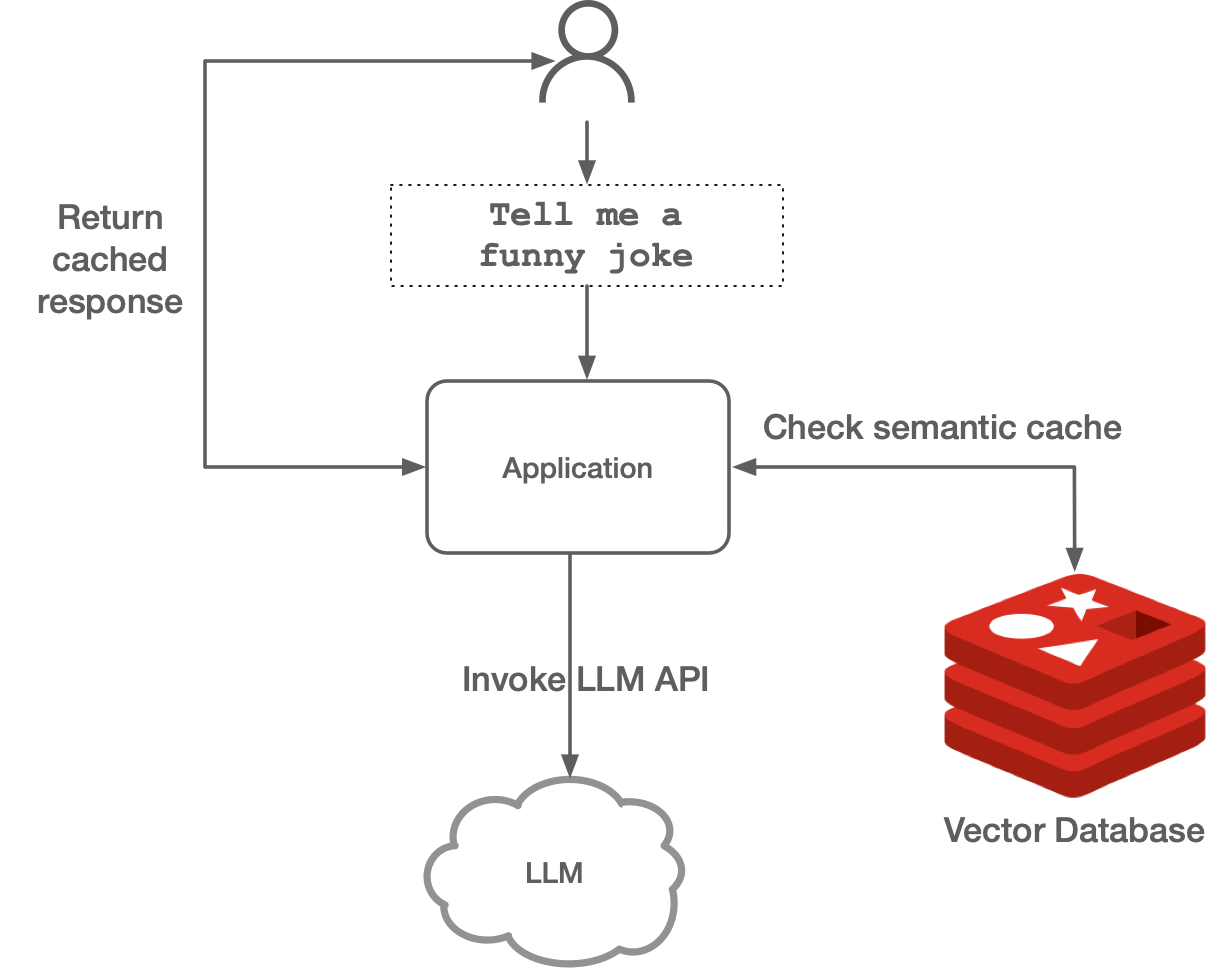 Tell me a
funny joke
Return
cached
response
Check semantic cache
Application
Invoke LLM API
Vector Database
LLM